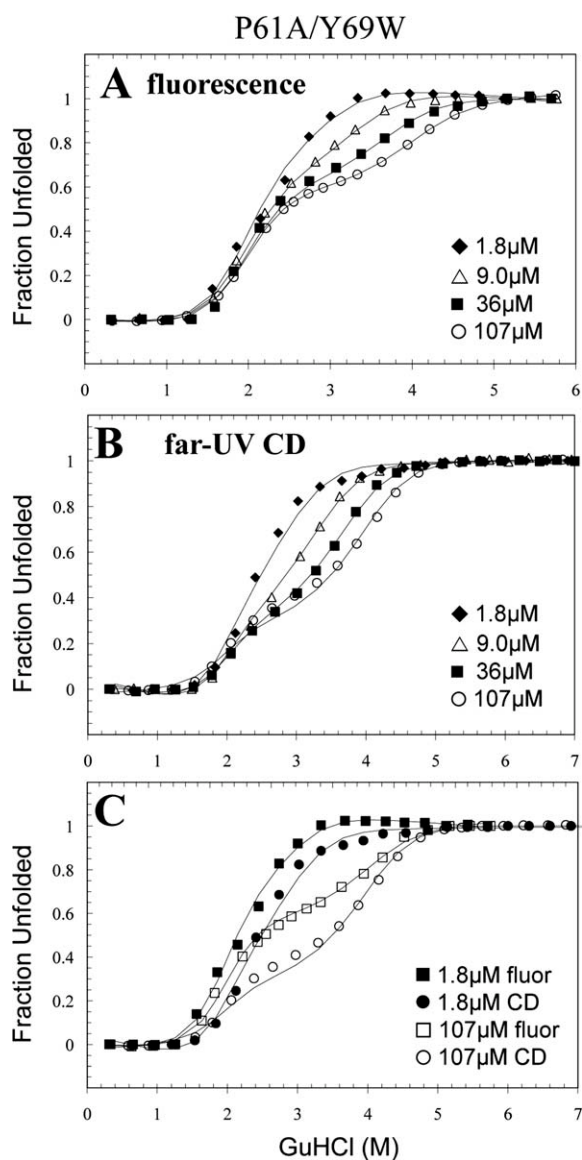 P61A/Y69W
A fluorescence
Fraction Unfolded
1
0.8
0.6
0.4
0.2
0
1.8µM
9.0µM
36µM
107µM
0 1 2 3 4 5 6
B far-UV CD
Fraction Unfolded
1
0.8
0.6
0.4
0.2
0
1.8µM
9.0µM
36µM
107µM
0 1 2 3 4 5 6 7
C
Fraction Unfolded
1
0.8
0.6
0.4
0.2
0
1.8µM fluor
1.8µM CD
107µM fluor
107µM CD
0 1 2 3 4 5 6 7
GuHCl (M)